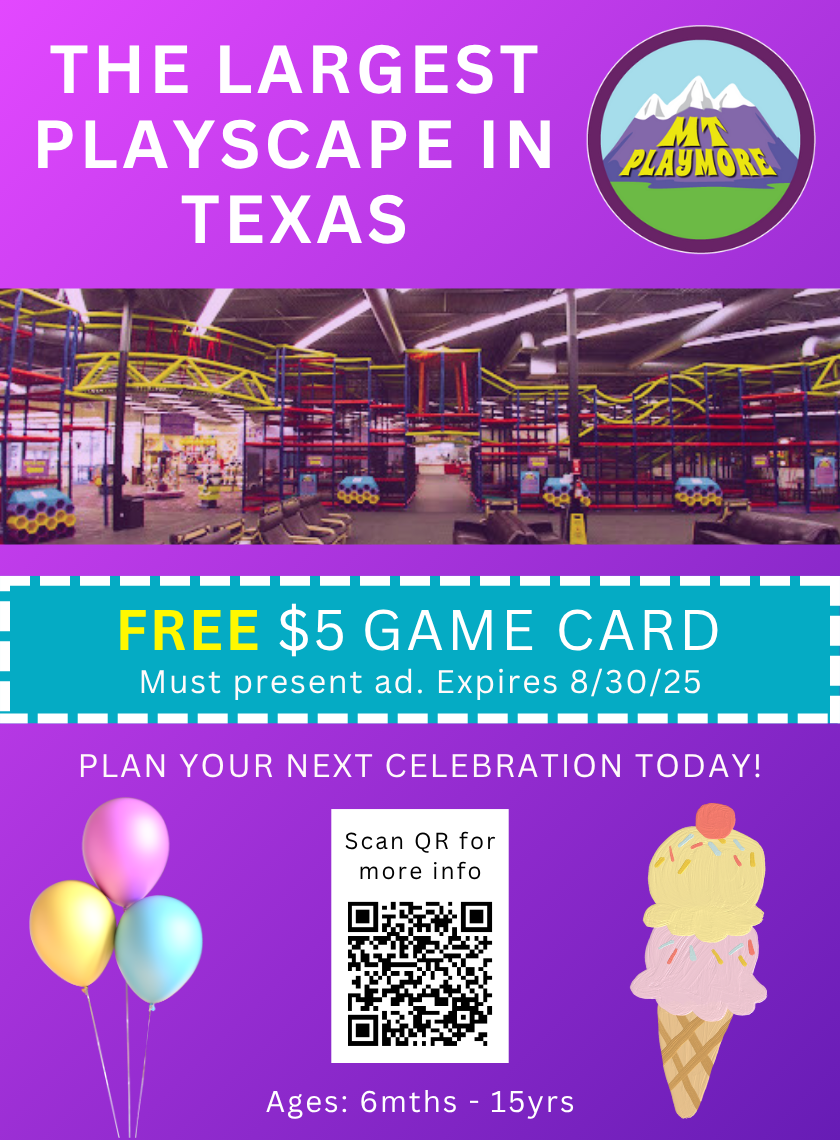 THE LARGEST
PLAYSCAPE IN
TEXAS
MT
PLAYMORE
FREE $5 GAME CARD
Must present ad. Expires 8/30/25
PLAN YOUR NEXT CELEBRATION TODAY!
Scan QR for
more info
Ages: 6mths - 15yrs